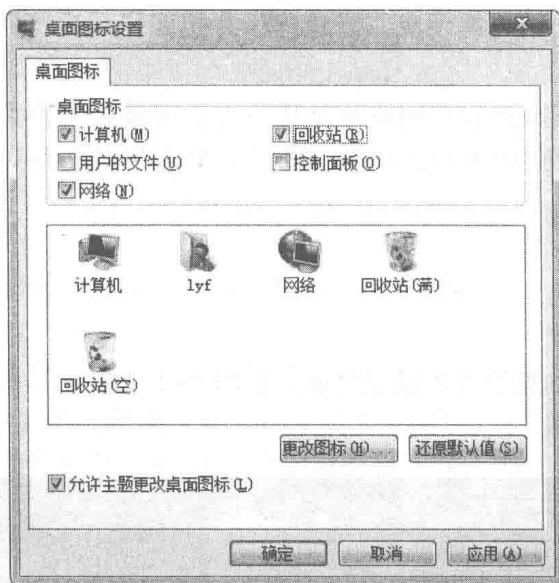 桌面图标设置
桌面图标
桌面图标
计算机(M) 回收站(R)
用户的文件(U) 控制面板(O)
网络(N)
计算机 lyf 网络 回收站(满)
回收站(空)
更改图标(H)... 还原默认值(S)
允许主题更改桌面图标(L)
确定 取消 应用(A)